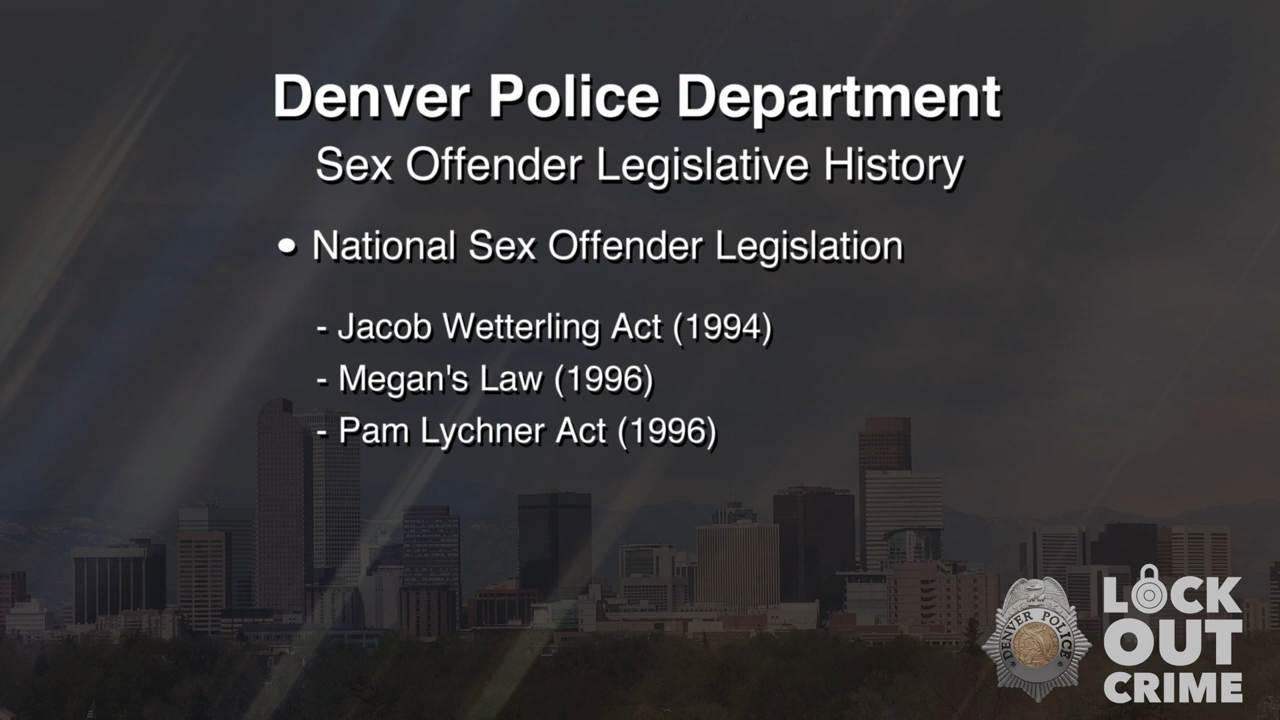 Denver Police Department
Sex Offender Legislative History
• National Sex Offender Legislation
- Jacob Wetterling Act (1994)
- Megan's Law (1996)
- Pam Lychner Act (1996)
DENVER POLICE
LOCK
OUT
CRIME